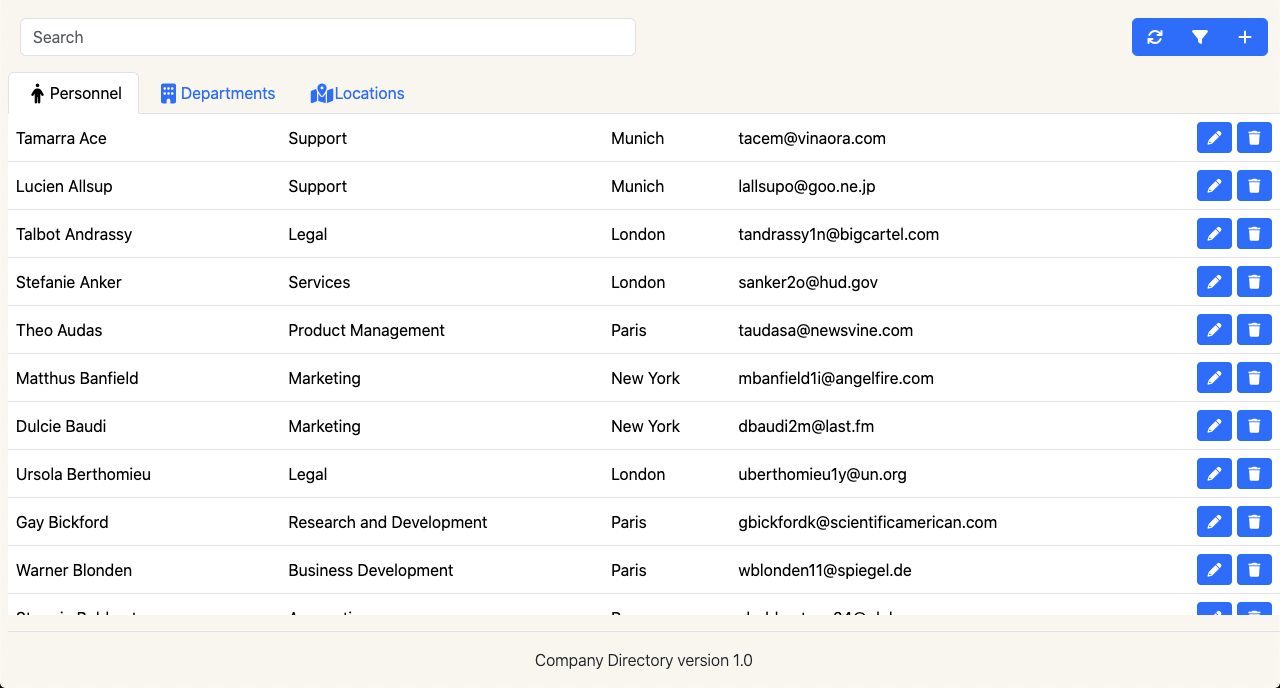 Search
Personnel Departments Locations
Tamarra Ace Support Munich tacem@vinaora.com
Lucien Allsup Support Munich lallsupo@goo.ne.jp
Talbot Andrassy Legal London tandrassy1n@bigcartel.com
Stefanie Anker Services London sanker2o@hud.gov
Theo Audas Product Management Paris taudasa@newsvine.com
Matthus Banfield Marketing New York mbanfield1i@angelfire.com
Dulcie Baudi Marketing New York dbaudi2m@last.fm
Ursola Berthomieu Legal London uberthomieu1y@un.org
Gay Bickford Research and Development Paris gbickfordk@scientificamerican.com
Warner Blonden Business Development Paris wblonden11@spiegel.de
Company Directory version 1.0